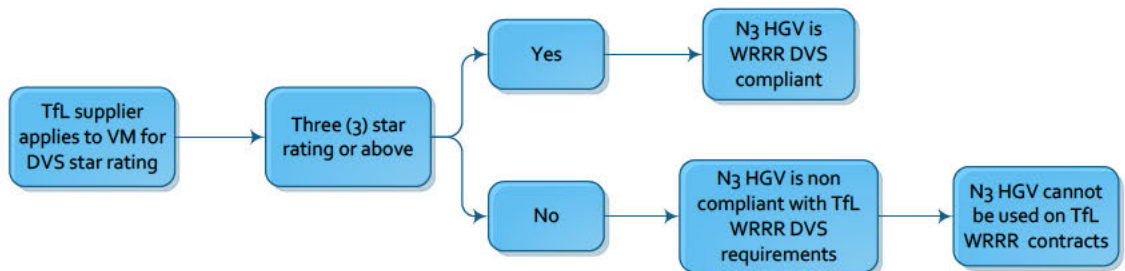 TfL supplier
applies to VM for
DVS star rating
Three (3) star
rating or above
Yes
N3 HGV is
WRRR DVS
compliant
No
N3 HGV is non
compliant with TfL
WRRR DVS
requirements
N3 HGV cannot
be used on TfL
WRRR contracts